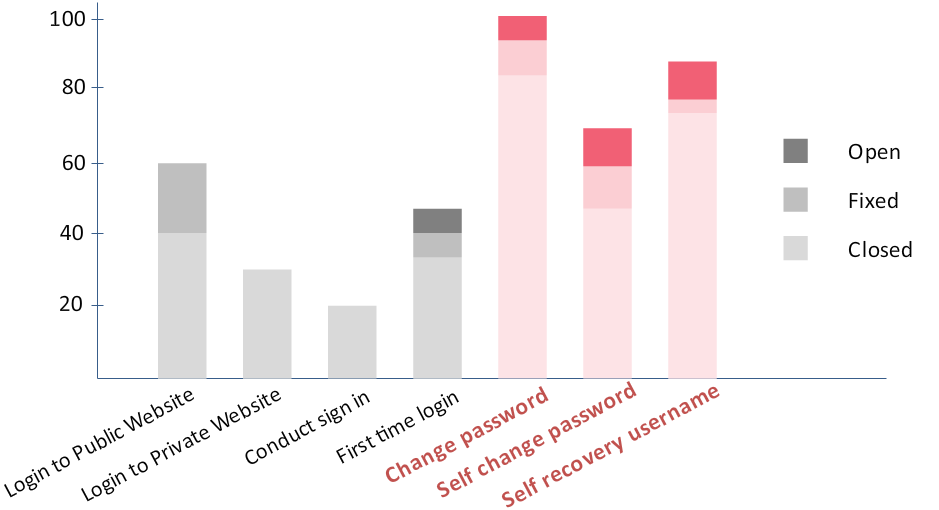 100
80
60
40
20
Open
Fixed
Closed
Login to Public Website
Login to Private Website
Conduct sign in
First time login
Change password
Self change password
Self recovery username